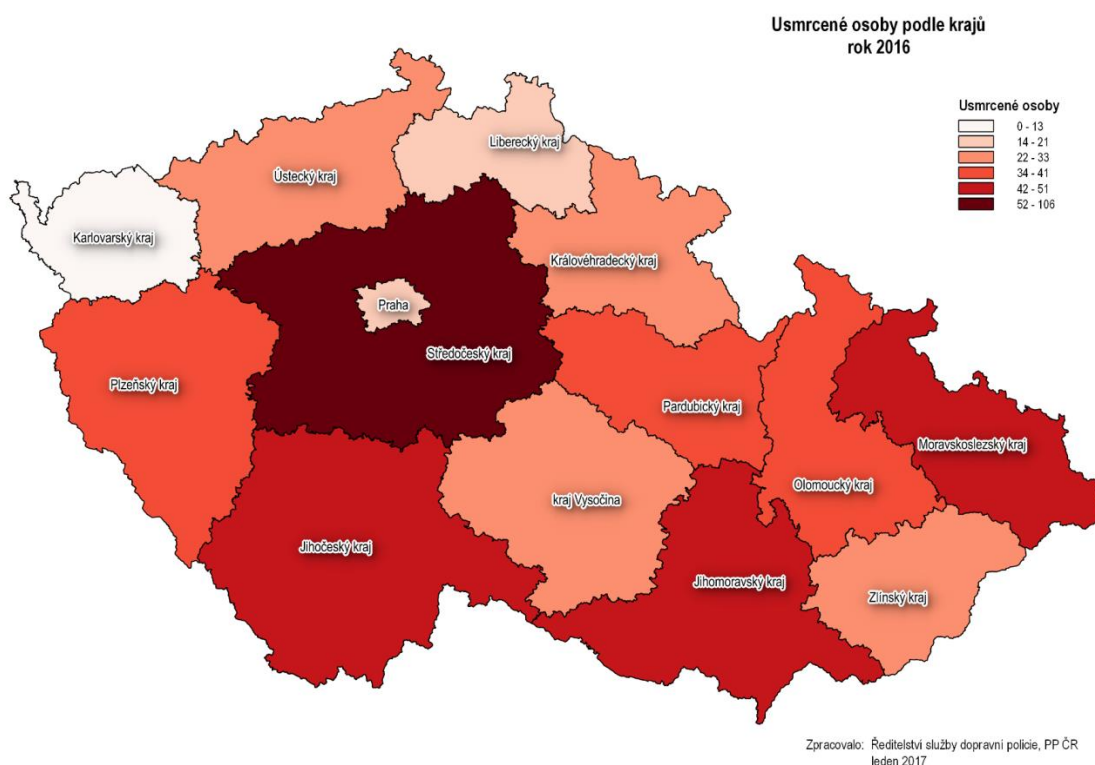 Usmrcené osoby podle krajů
rok 2016
Usmrcené osoby
0 - 13
14 - 21
22 - 33
34 - 41
42 - 51
52 - 106
Liberecký kraj
Ústecký kraj
Karlovarský kraj
Královéhradecký kraj
Praha
Středočeský kraj
Plzeňský kraj
Pardubický kraj
Moravskoslezský kraj
Olomoucký kraj
kraj Vysočina
Jihočeský kraj
Jihomoravský kraj
Zlínský kraj
Zpracovalo: Ředitelství služby dopravní policie, PP ČR
leden 2017